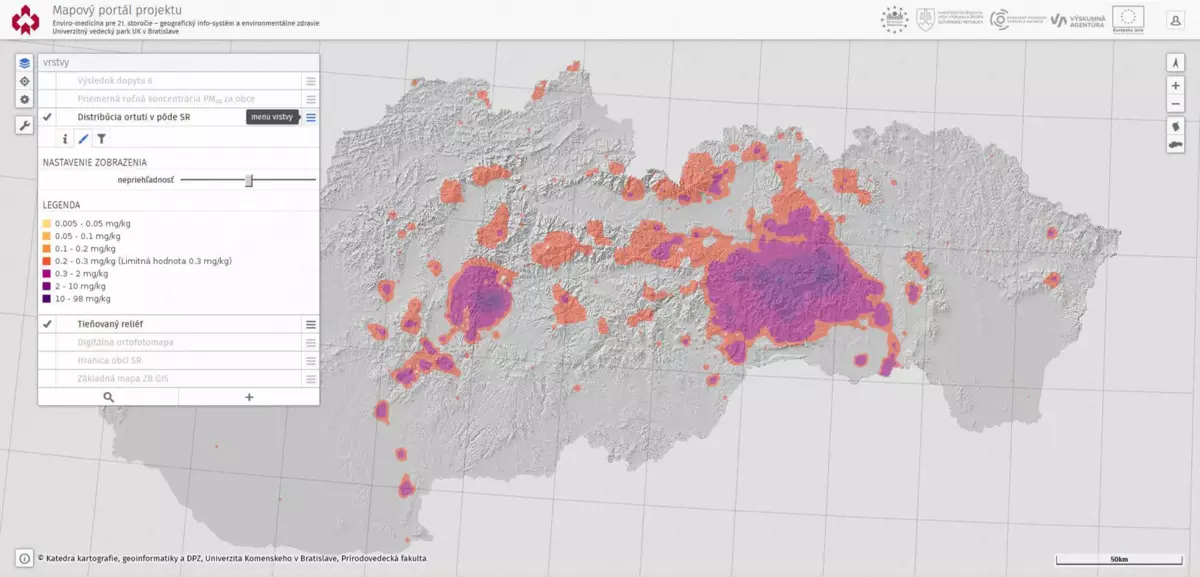 Mapový portál projektu
Enviro-medicína pre 21. storočie – geografický info-systém a environmentálne zdravie
Univerzitný vedecký park UK v Bratislave
VÝSKUMNÁ
AGENTÚRA
vrstvy
Výsledok dopytu 6
Priemerná ročná koncentrácia PM₁₀ za obce
Distribúcia ortuti v pôde SR
menu vrstvy
NASTAVENIE ZOBRAZENIA
nepriehľadnosť
LEGENDA
0.005 - 0.05 mg/kg
0.05 - 0.1 mg/kg
0.1 - 0.2 mg/kg
0.2 - 0.3 mg/kg (Limitná hodnota 0.3 mg/kg)
0.3 - 2 mg/kg
2 - 10 mg/kg
10 - 98 mg/kg
Tieňovaný reliéf
Digitálna ortofotomapa
Hranica obcí SR
Základná mapa ZB GIS
© Katedra kartografie, geoinformatiky a DPZ, Univerzita Komenskeho v Bratislave, Prírodovedecká fakulta.
50km